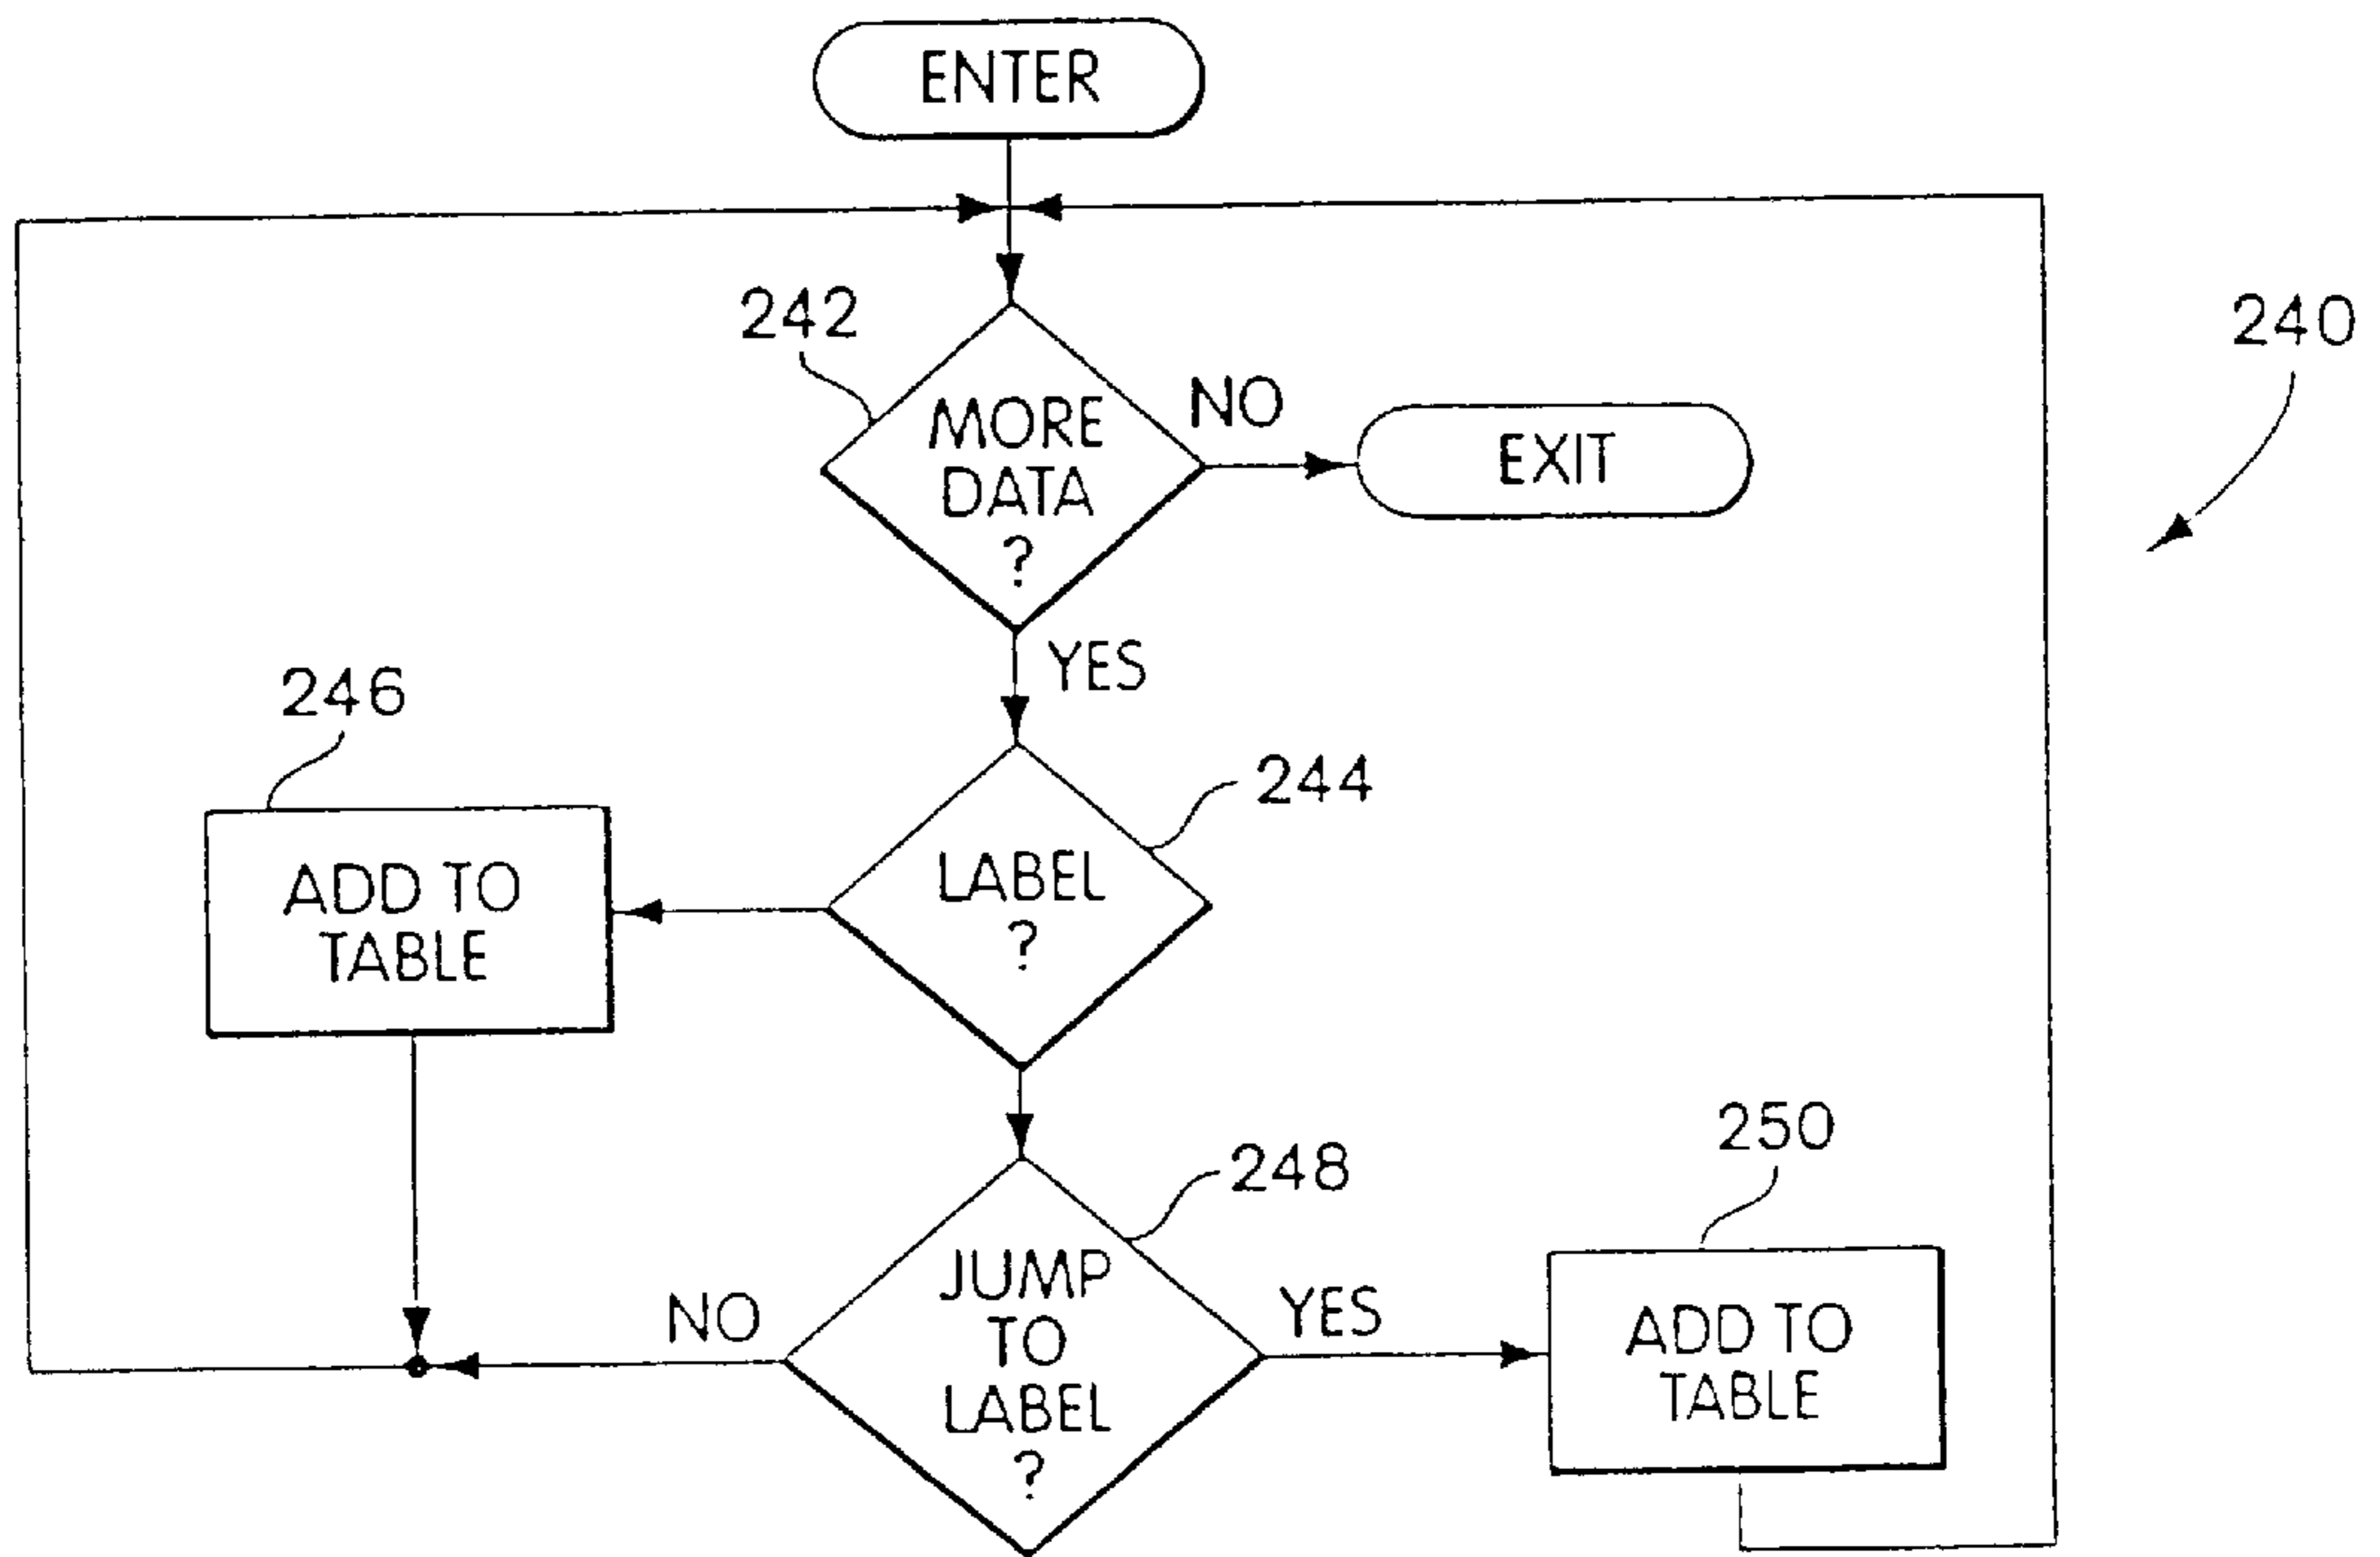 ENTER
242
240
MORE
DATA
?
NO
EXIT
YES
246
244
ADD TO
TABLE
LABEL
?
248
250
NO
JUMP
TO
LABEL
?
YES
ADD TO
TABLE